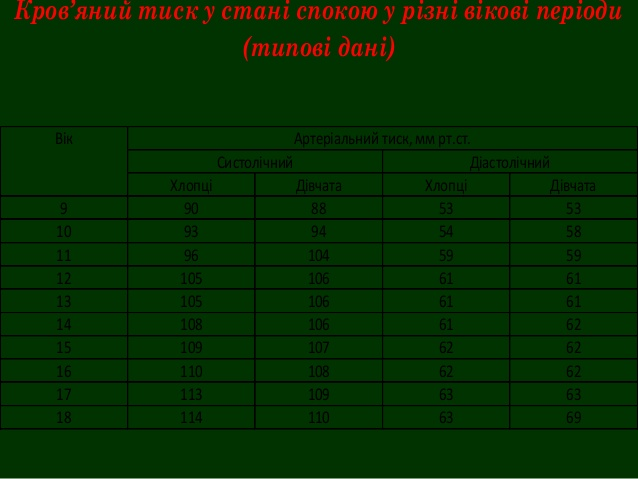 Кров’яний тиск у стані спокою у різні вікові періоди
(типові дані)
Вік Артеріальний тиск, мм рт.ст.
Систолічний Діастолічний
Хлопці Дівчата Хлопці Дівчата
9 90 88 53 53
10 93 94 54 58
11 96 104 59 59
12 105 106 61 61
13 105 106 61 61
14 108 106 61 62
15 109 107 62 62
16 110 108 62 62
17 113 109 63 63
18 114 110 63 69